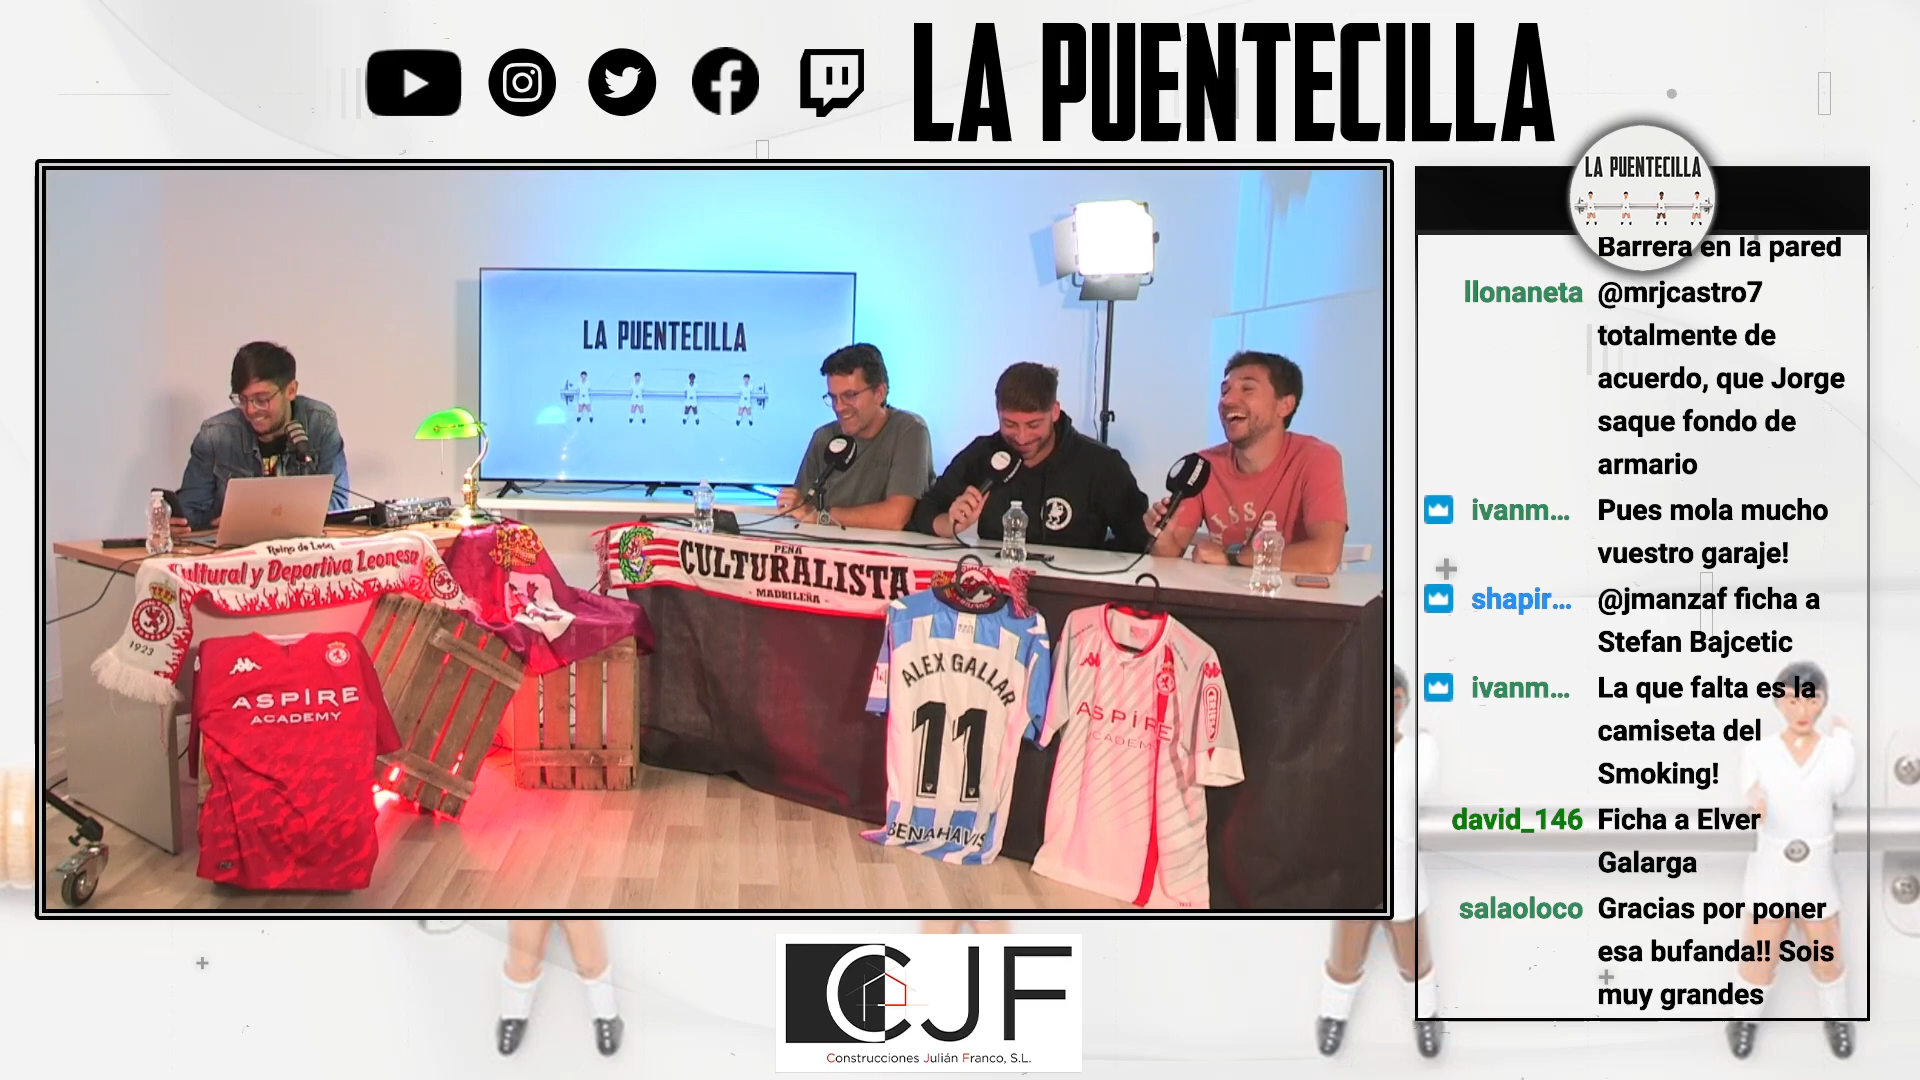 LA PUENTECILLA
LA PUENTECILLA
LA PUENTECILLA
Reino de León
Cultural y Deportiva Leonesa
1923
PEÑA
CULTURALISTA
- MADRILEÑA -
ASPIRE
ACADEMY
ALEX GALLAR
11
BENAHAVIS
ASPIRE
ACADEMY
Barrera en la pared
llonaneta @mrjcastro7
totalmente de
acuerdo, que Jorge
saque fondo de
armario
ivanm... Pues mola mucho
vuestro garaje!
shapir... @jmanzaf ficha a
Stefan Bajcetic
ivanm... La que falta es la
camiseta del
Smoking!
david_146 Ficha a Elver
Galarga
salaoloco Gracias por poner
esa bufanda!! Sois
muy grandes
CJF
Construcciones Julián Franco, S.L.